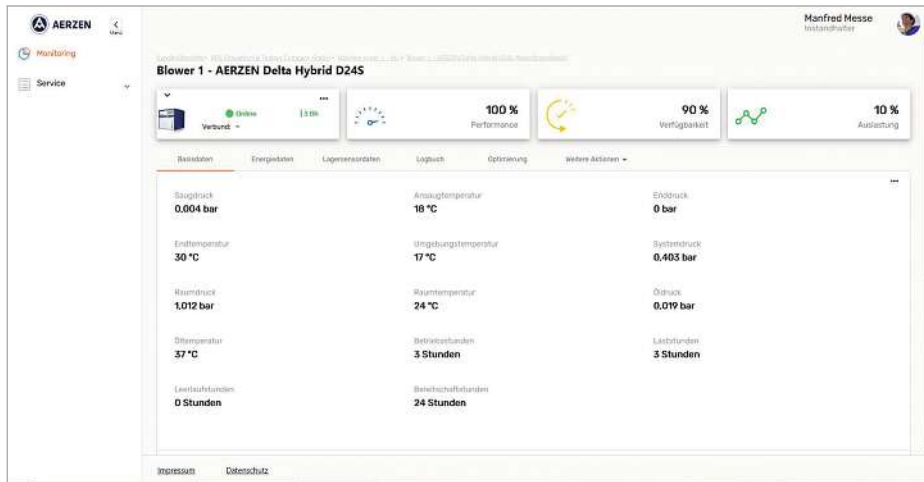 AERZEN
Menü
Manfred Messe
Instandhalter
Monitoring
Service
Blower 1 - AERZEN Delta Hybrid D24S
Online
Verbund:
100 %
Performance
90 %
Verfügbarkeit
10 %
Auslastung
Basisdaten Energiedaten Lagersensordaten Logbuch Optimierung Weitere Aktionen
Saugdruck Ansaugtemperatur Enddruck
0,004 bar 18 °C 0 bar
Endtemperatur Umgebungstemperatur Systemdruck
30 °C 17 °C 0,403 bar
Raumdruck Raumtemperatur Öldruck
1,012 bar 24 °C 0,019 bar
Öltemperatur Betriebsstunden Laststunden
37 °C 3 Stunden 3 Stunden
Leerlaufstunden Bereitschaftstunden
0 Stunden 24 Stunden
Impressum Datenschutz